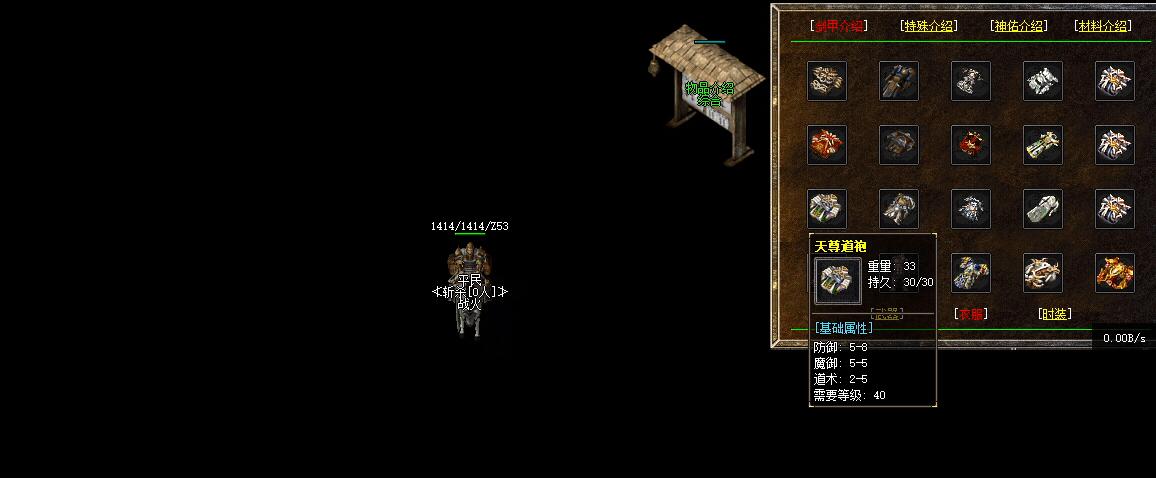 [剑甲介绍] [特殊介绍] [神佑介绍] [材料介绍]
物品介绍
综合
1414/1414/Z53
平民
≮斩杀[0人]≯
战火
天尊道袍
重量: 33
持久: 30/30
[衣服] [时装]
[基础属性]
防御: 5-8
魔御: 5-5
道术: 2-5
需要等级: 40
0.00B/s